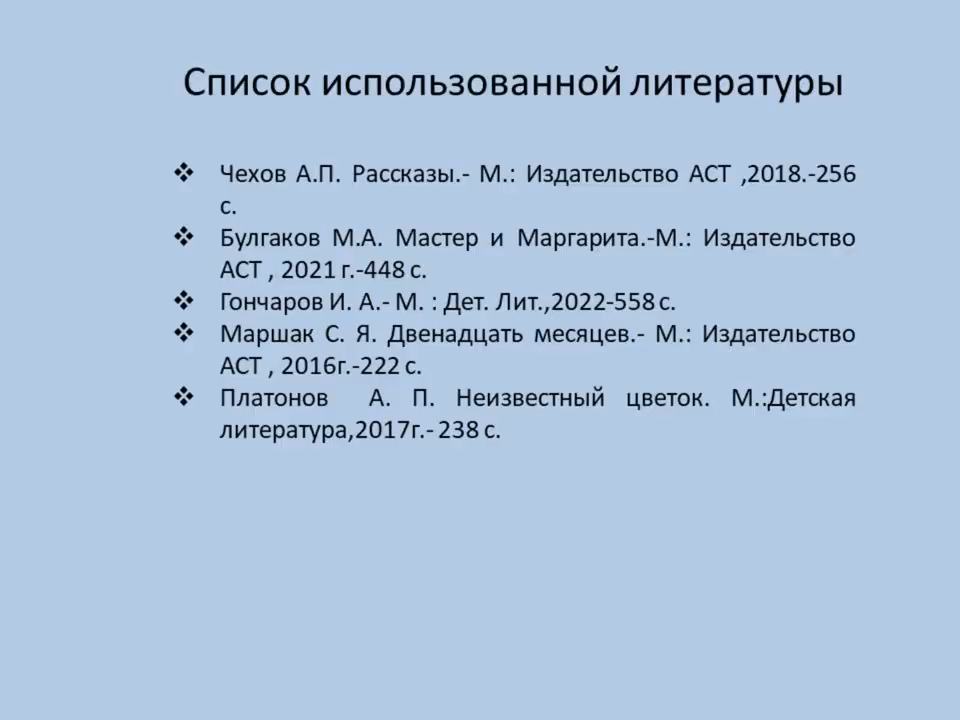 Список использованной литературы
❖ Чехов А.П. Рассказы.- М.: Издательство АСТ ,2018.-256
с.
❖ Булгаков М.А. Мастер и Маргарита.-М.: Издательство
АСТ , 2021 г.-448 с.
❖ Гончаров И. А.- М. : Дет. Лит.,2022-558 с.
❖ Маршак С. Я. Двенадцать месяцев.- М.: Издательство
АСТ , 2016г.-222 с.
❖ Платонов А. П. Неизвестный цветок. М.:Детская
литература,2017г.- 238 с.